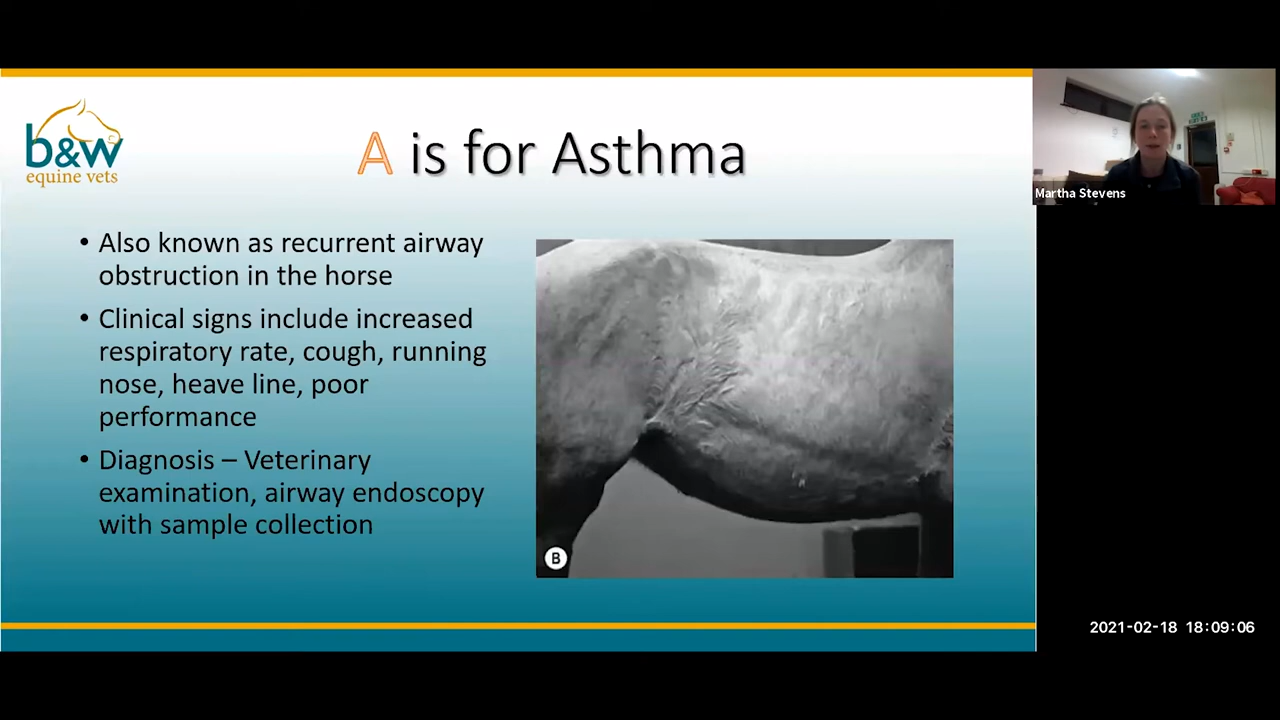 b&w
equine vets
A is for Asthma
• Also known as recurrent airway
obstruction in the horse
• Clinical signs include increased
respiratory rate, cough, running
nose, heave line, poor
performance
• Diagnosis – Veterinary
examination, airway endoscopy
with sample collection
B
Martha Stevens
2021-02-18 18:09:06